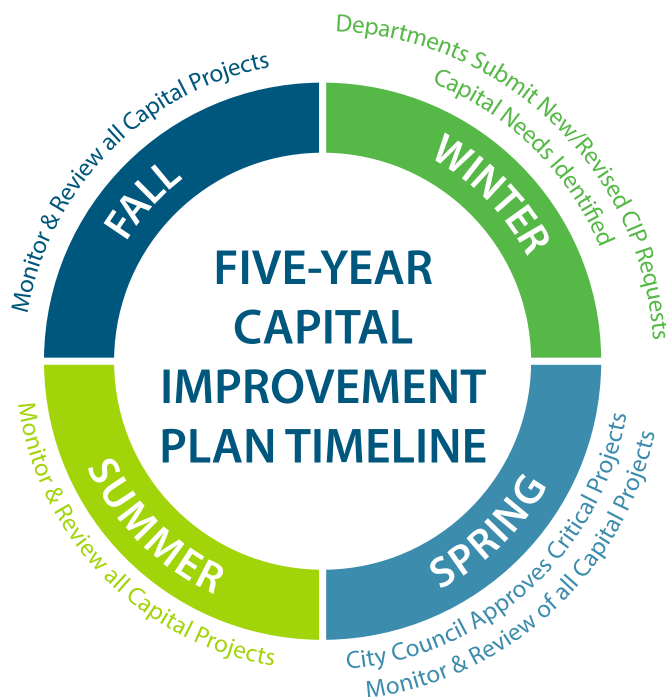 Departments Submit New/Revised CIP Requests
Capital Needs Identified
WINTER
Monitor & Review all Capital Projects
FALL
FIVE-YEAR
CAPITAL
IMPROVEMENT
PLAN TIMELINE
SUMMER
Monitor & Review all Capital Projects
SPRING
City Council Approves Critical Projects
Monitor & Review of all Capital Projects